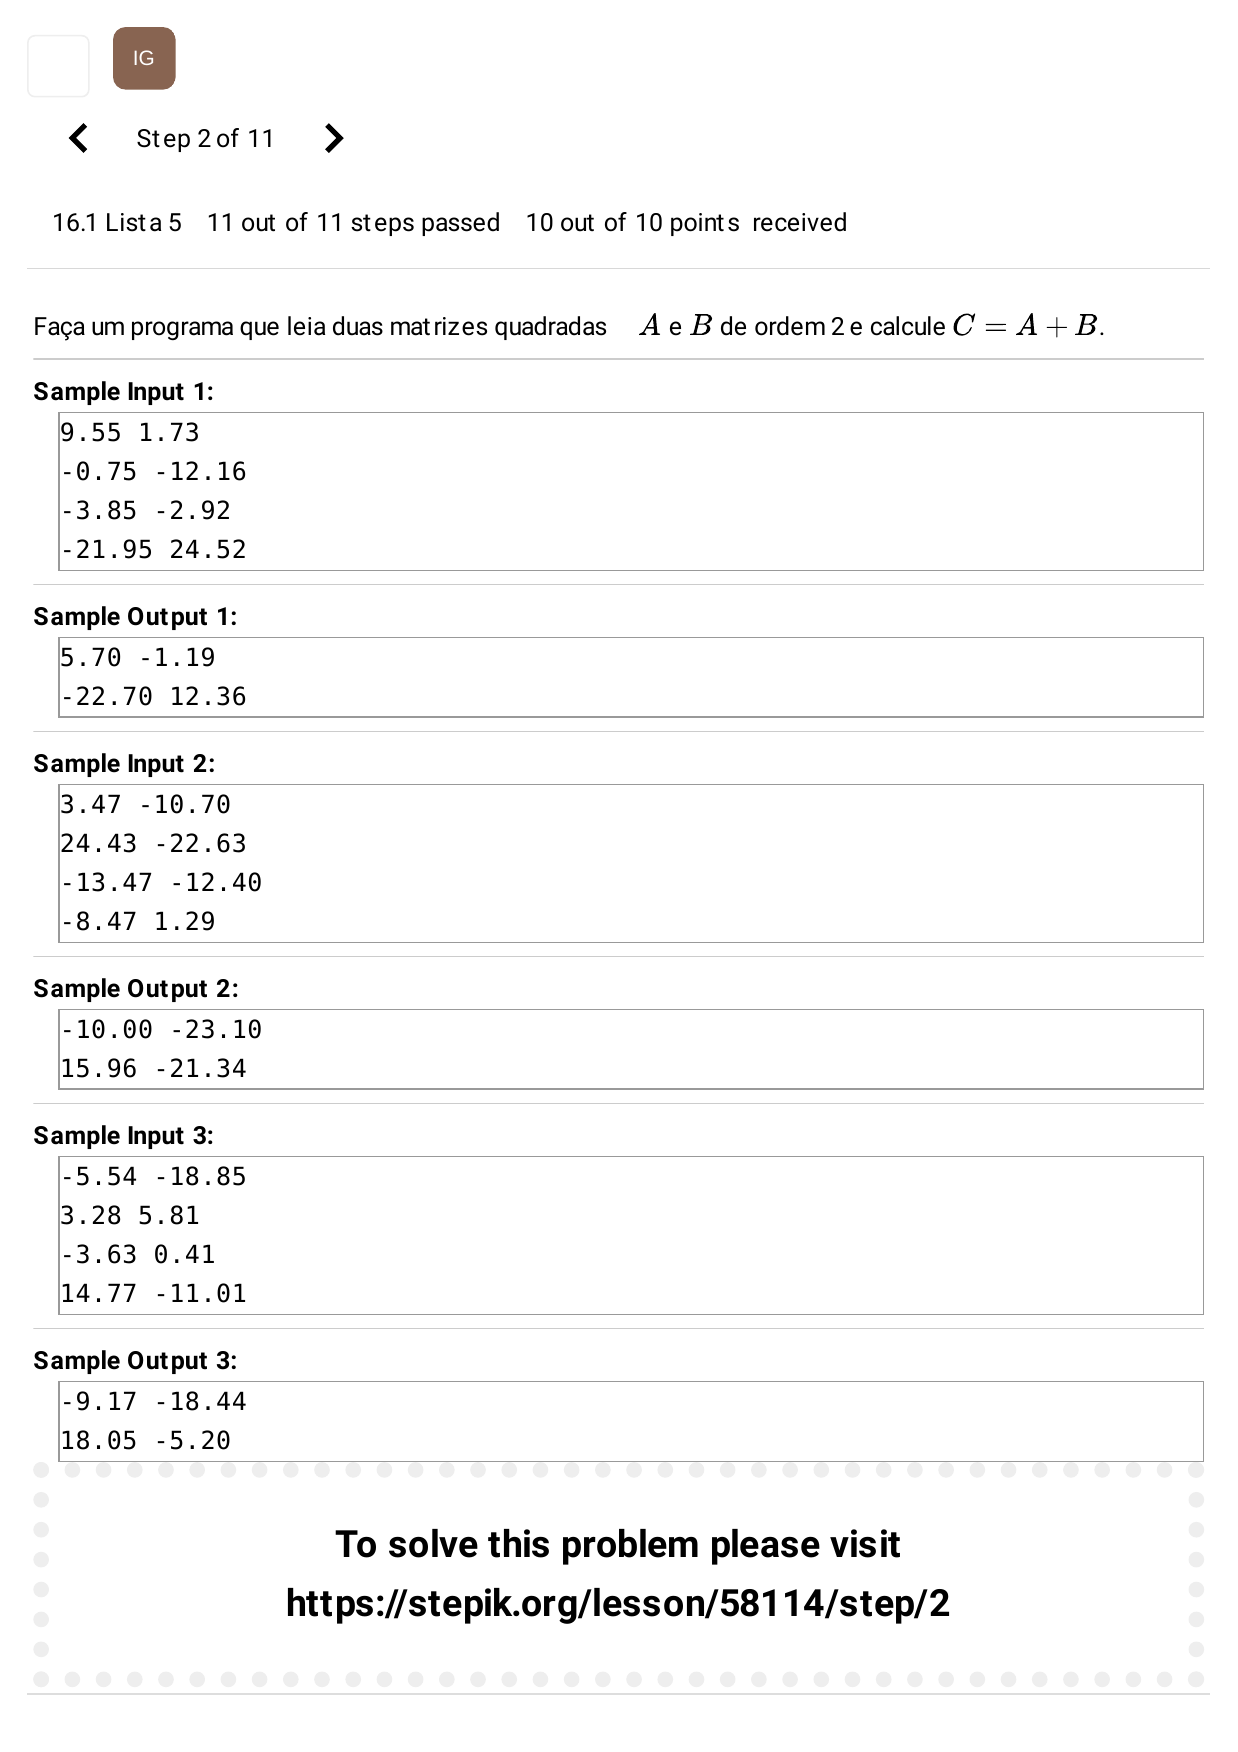 IG
Step 2 of 11
16.1 Lista 5 11 out of 11 steps passed 10 out of 10 points received
Faça um programa que leia duas matrizes quadradas A e B de ordem 2 e calcule C = A + B.
Sample Input 1:
9.55 1.73
-0.75 -12.16
-3.85 -2.92
-21.95 24.52
Sample Output 1:
5.70 -1.19
-22.70 12.36
Sample Input 2:
3.47 -10.70
24.43 -22.63
-13.47 -12.40
-8.47 1.29
Sample Output 2:
-10.00 -23.10
15.96 -21.34
Sample Input 3:
-5.54 -18.85
3.28 5.81
-3.63 0.41
14.77 -11.01
Sample Output 3:
-9.17 -18.44
18.05 -5.20
To solve this problem please visit
https://stepik.org/lesson/58114/step/2